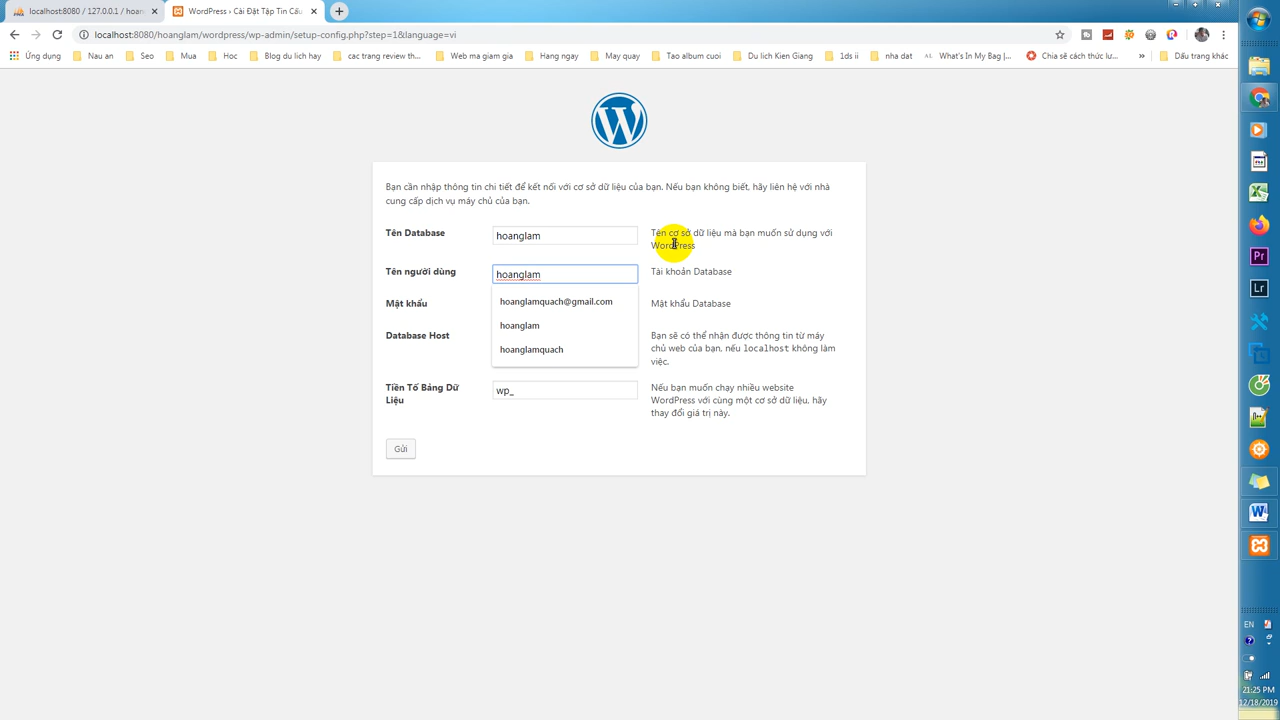 localhost:8080 / 127.0.0.1 / hoan
WordPress › Cài Đặt Tập Tin Cấu
localhost:8080/hoanglam/wordpress/wp-admin/setup-config.php?step=1&language=vi
Ứng dụng
Nau an
Seo
Mua
Hoc
Blog du lich hay
cac trang review th...
Web ma giam gia
Hang ngay
May quay
Tao album cuoi
Du lich Kien Giang
1ds ii
nha dat
What's In My Bag |...
Chia sẻ cách thức lư...
»
Dấu trang khác
Bạn cần nhập thông tin chi tiết để kết nối với cơ sở dữ liệu của bạn. Nếu bạn không biết, hãy liên hệ với nhà
cung cấp dịch vụ máy chủ của bạn.
Tên Database
hoanglam
Tên cơ sở dữ liệu mà bạn muốn sử dụng với
WordPress
Tên người dùng
hoanglam
Tài khoản Database
hoanglamquach@gmail.com
hoanglam
hoanglamquach
Mật khẩu
Mật khẩu Database
Database Host
Bạn sẽ có thể nhận được thông tin từ máy
chủ web của bạn, nếu localhost không làm
việc.
Tiền Tố Bảng Dữ
Liệu
wp_
Nếu bạn muốn chạy nhiều website
WordPress với cùng một cơ sở dữ liệu, hãy
thay đổi giá trị này.
Gửi
Pr
Lr
EN
21:25 PM
12/18/2019